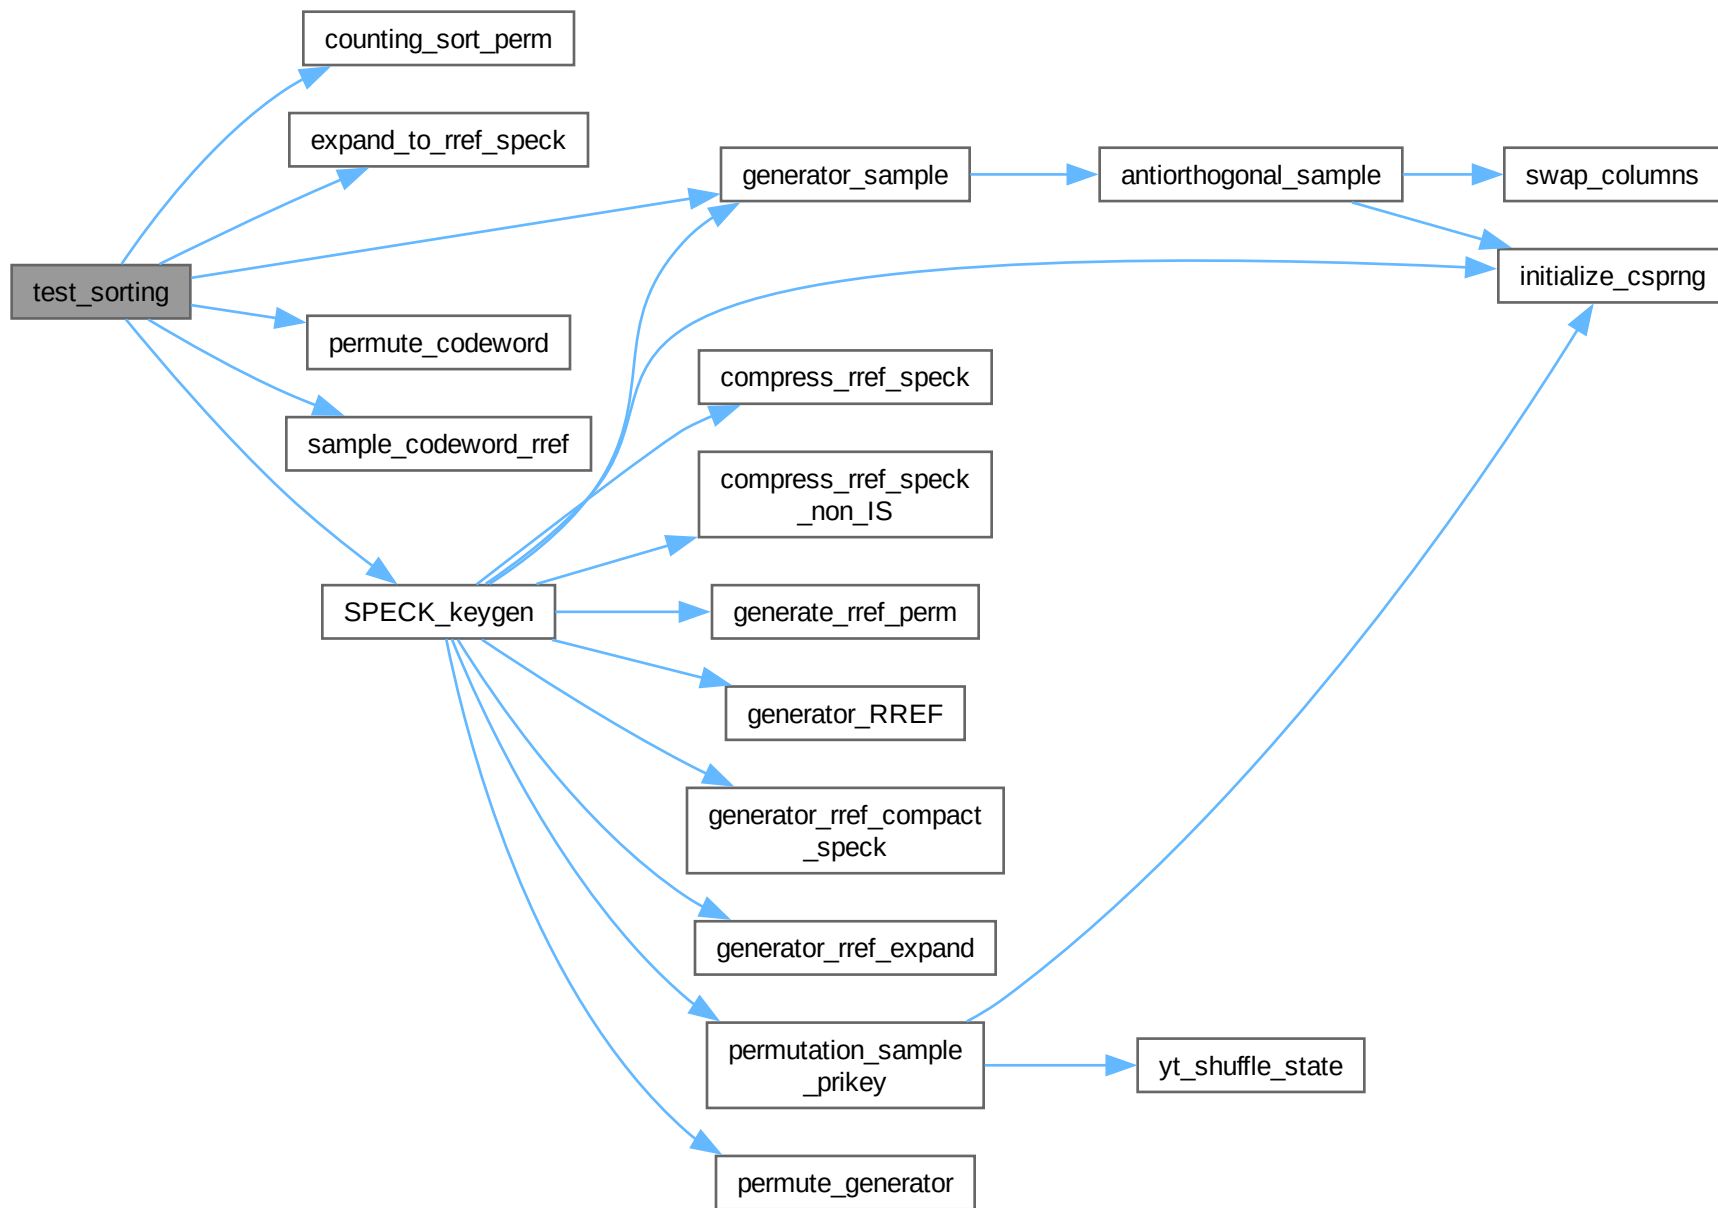 counting_sort_perm
expand_to_rref_speck
generator_sample
antiorthogonal_sample
swap_columns
initialize_csprng
test_sorting
permute_codeword
compress_rref_speck
sample_codeword_rref
compress_rref_speck
_non_IS
SPECK_keygen
generate_rref_perm
generator_RREF
generator_rref_compact
_speck
generator_rref_expand
permutation_sample
_prikey
yt_shuffle_state
permute_generator